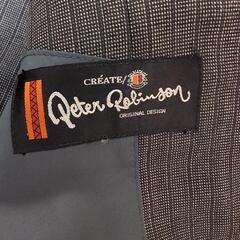 CRÉATE/
Peter Robinson
ORIGINAL DESIGN